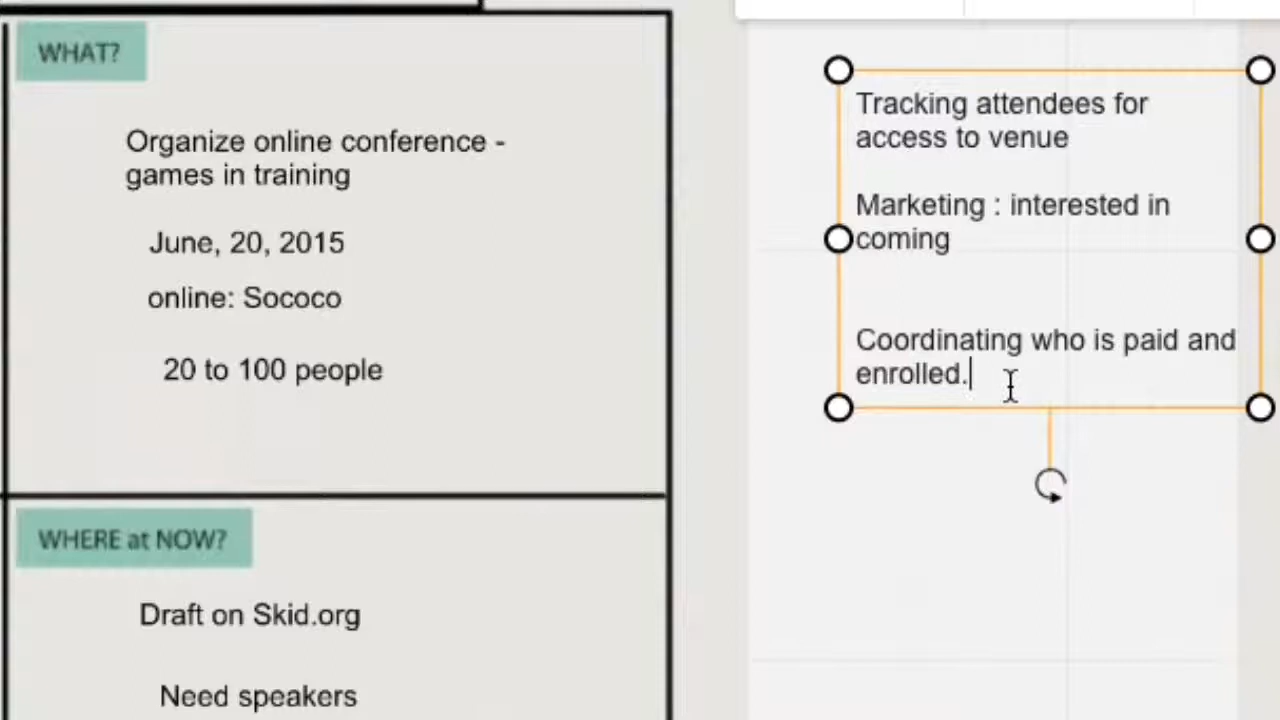 WHAT?
Organize online conference -
games in training
June, 20, 2015
online: Sococo
20 to 100 people
WHERE at NOW?
Draft on Skid.org
Need speakers
Tracking attendees for
access to venue
Marketing : interested in
coming
Coordinating who is paid and
enrolled.